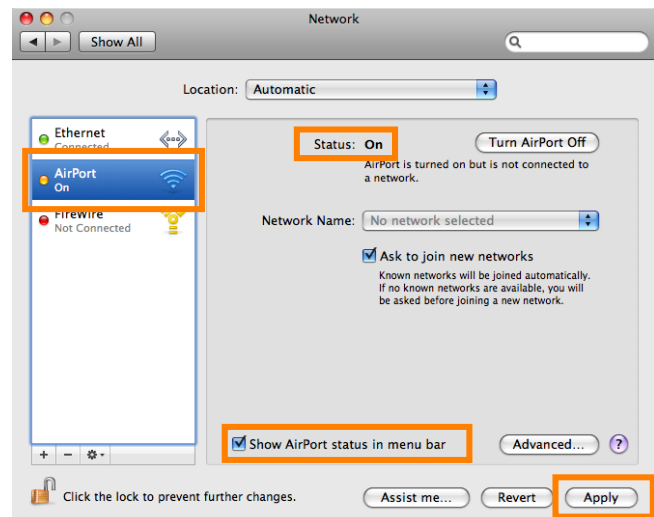 Network
Show All
Location: Automatic
Ethernet
Connected
AirPort
On
FireWire
Not Connected
Status: On
Turn AirPort Off
AirPort is turned on but is not connected to
a network.
Network Name: No network selected
Ask to join new networks
Known networks will be joined automatically.
If no known networks are available, you will
be asked before joining a new network.
Show AirPort status in menu bar
Advanced... ?
Click the lock to prevent further changes.
Assist me... Revert Apply